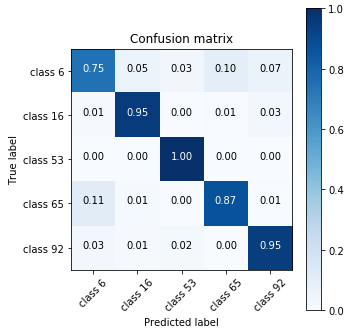 Confusion matrix
True label
class 6 0.75 0.05 0.03 0.10 0.07
class 16 0.01 0.95 0.00 0.01 0.03
class 53 0.00 0.00 1.00 0.00 0.00
class 65 0.11 0.01 0.00 0.87 0.01
class 92 0.03 0.01 0.02 0.00 0.95
class 6 class 16 class 53 class 65 class 92
Predicted label
1.0
0.8
0.6
0.4
0.2
0.0